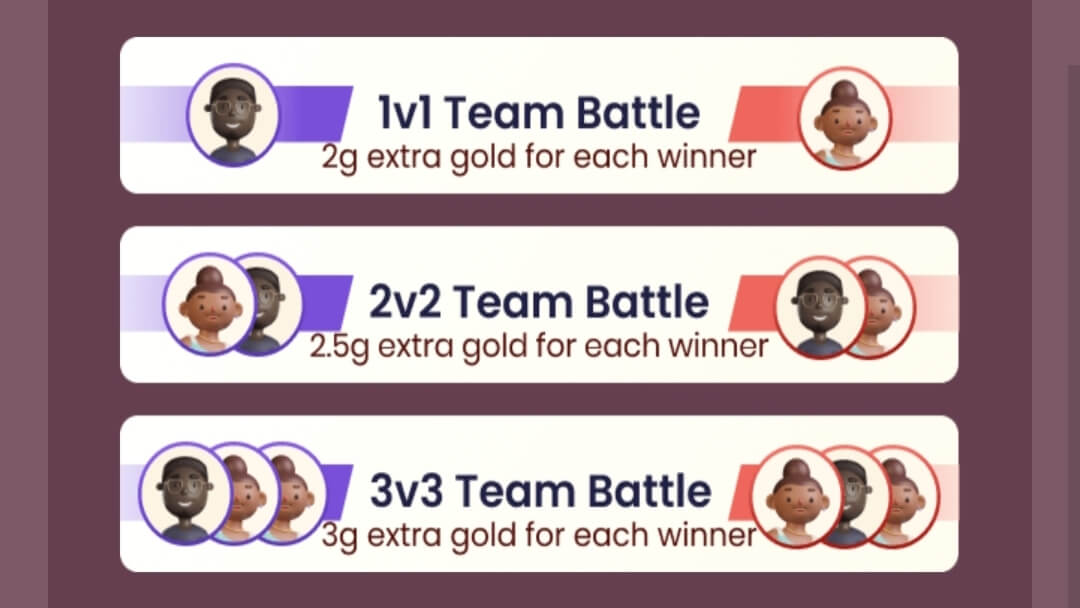 1v1 Team Battle
2g extra gold for each winner
2v2 Team Battle
2.5g extra gold for each winner
3v3 Team Battle
3g extra gold for each winner